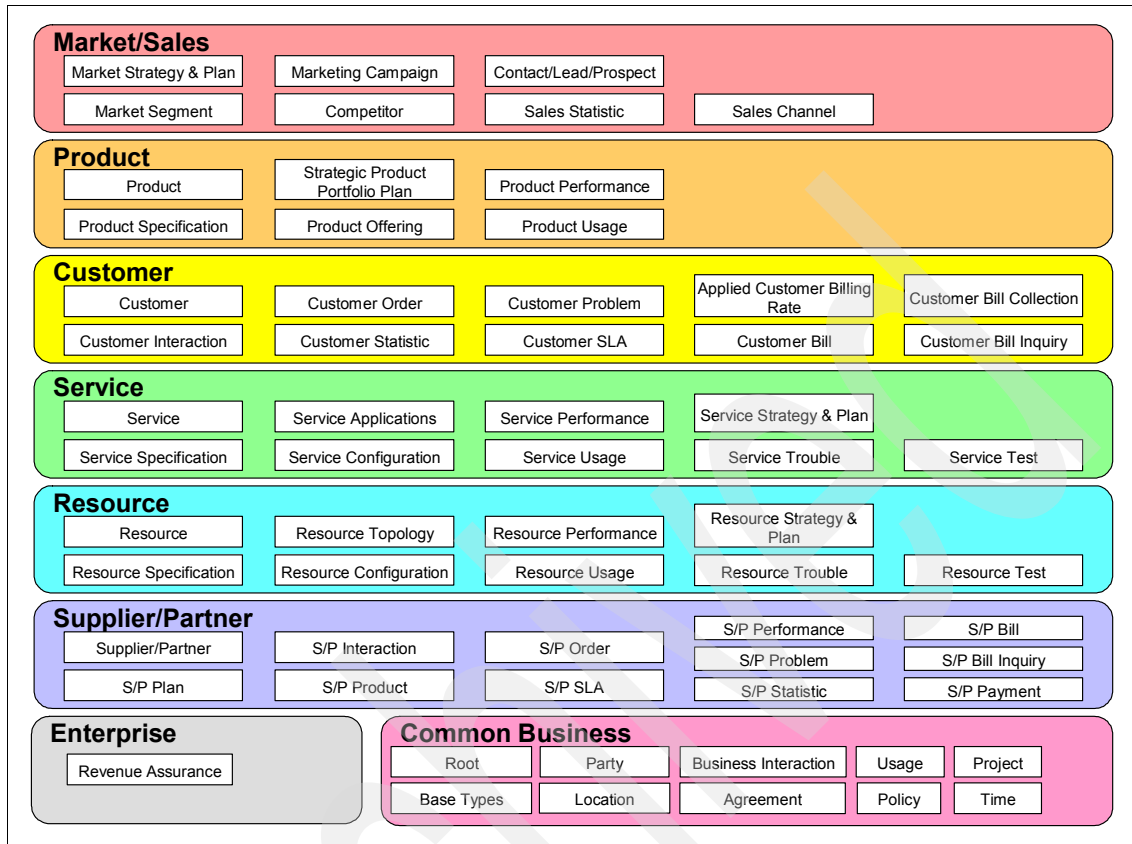 Market/Sales
Market Strategy & Plan
Marketing Campaign
Contact/Lead/Prospect
Market Segment
Competitor
Sales Statistic
Sales Channel
Product
Product
Strategic Product
Portfolio Plan
Product Performance
Product Specification
Product Offering
Product Usage
Customer
Customer
Customer Order
Customer Problem
Applied Customer Billing
Rate
Customer Bill Collection
Customer Interaction
Customer Statistic
Customer SLA
Customer Bill
Customer Bill Inquiry
Service
Service
Service Applications
Service Performance
Service Strategy & Plan
Service Specification
Service Configuration
Service Usage
Service Trouble
Service Test
Resource
Resource
Resource Topology
Resource Performance
Resource Strategy &
Plan
Resource Specification
Resource Configuration
Resource Usage
Resource Trouble
Resource Test
Supplier/Partner
Supplier/Partner
S/P Interaction
S/P Order
S/P Performance
S/P Bill
S/P Problem
S/P Bill Inquiry
S/P Plan
S/P Product
S/P SLA
S/P Statistic
S/P Payment
Enterprise
Revenue Assurance
Common Business
Root
Party
Business Interaction
Usage
Project
Base Types
Location
Agreement
Policy
Time